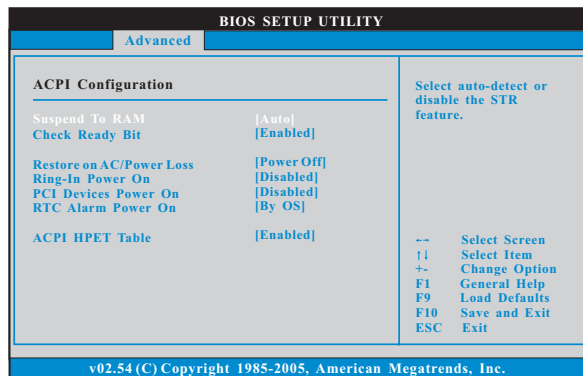 BIOS SETUP UTILITY
Advanced
ACPI Configuration
Suspend To RAM [Auto]
Check Ready Bit [Enabled]
Restore on AC/Power Loss [Power Off]
Ring-In Power On [Disabled]
PCI Devices Power On [Disabled]
RTC Alarm Power On [By OS]
ACPI HPET Table [Enabled]
Select auto-detect or
disable the STR
feature.
←→ Select Screen
↑↓ Select Item
+- Change Option
F1 General Help
F9 Load Defaults
F10 Save and Exit
ESC Exit
v02.54 (C) Copyright 1985-2005, American Megatrends, Inc.